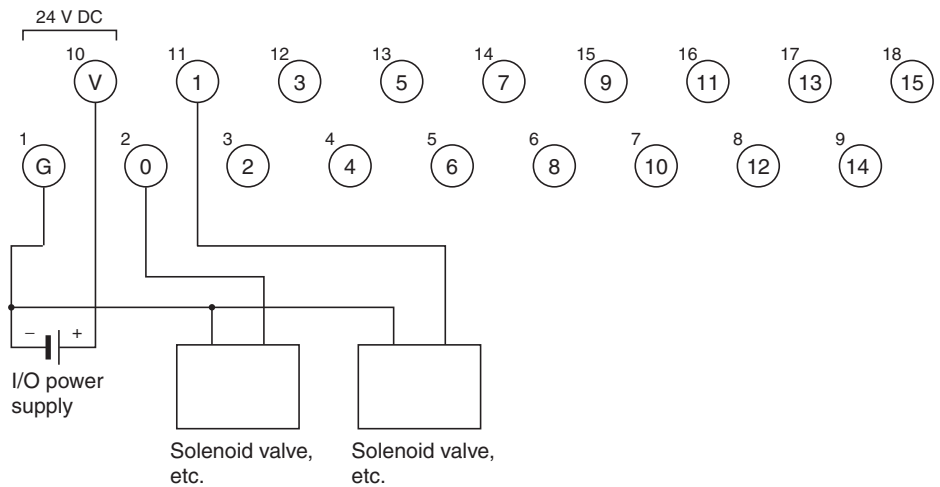 24 V DC
10 11 12 13 14 15 16 17 18
V 1 3 5 7 9 11 13 15
1 2 3 4 5 6 7 8 9
G 0 2 4 6 8 10 12 14
− +
I/O power
supply
Solenoid valve,
etc.
Solenoid valve,
etc.